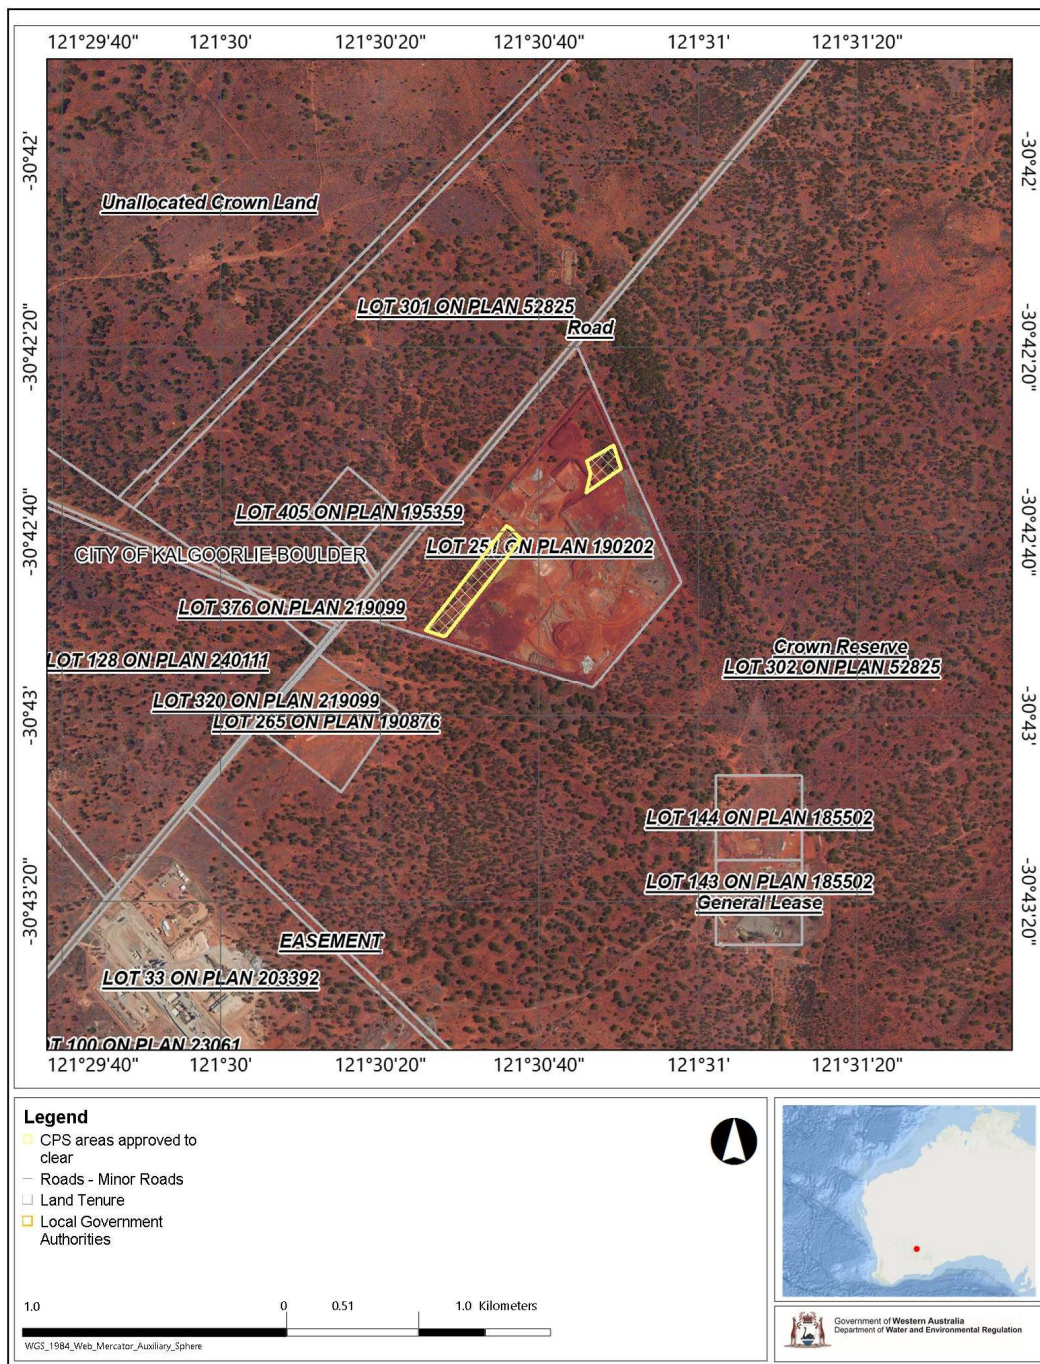 121°29'40"
121°30'
121°30'20"
121°30'40"
121°31'
121°31'20"
-30°42'
-30°42'
Unallocated Crown Land
LOT 301 ON PLAN 52825
Road
-30°42'20"
-30°42'20"
LOT 405 ON PLAN 195359
-30°42'40"
-30°42'40"
CITY OF KALGOORLIE-BOULDER
LOT 251 ON PLAN 190202
LOT 376 ON PLAN 219099
Crown Reserve
LOT 302 ON PLAN 52825
LOT 128 ON PLAN 240111
LOT 320 ON PLAN 219099
LOT 265 ON PLAN 190876
-30°43'
-30°43'
LOT 144 ON PLAN 185502
LOT 143 ON PLAN 185502
General Lease
-30°43'20"
-30°43'20"
EASEMENT
LOT 33 ON PLAN 203392
OT 100 ON PLAN 23061
121°29'40"
121°30'
121°30'20"
121°30'40"
121°31'
121°31'20"
Legend
CPS areas approved to
clear
Roads - Minor Roads
Land Tenure
Local Government
Authorities
1.0 0 0.51 1.0 Kilometers
WGS_1984_Web_Mercator_Auxiliary_Sphere
Government of Western Australia
Department of Water and Environmental Regulation